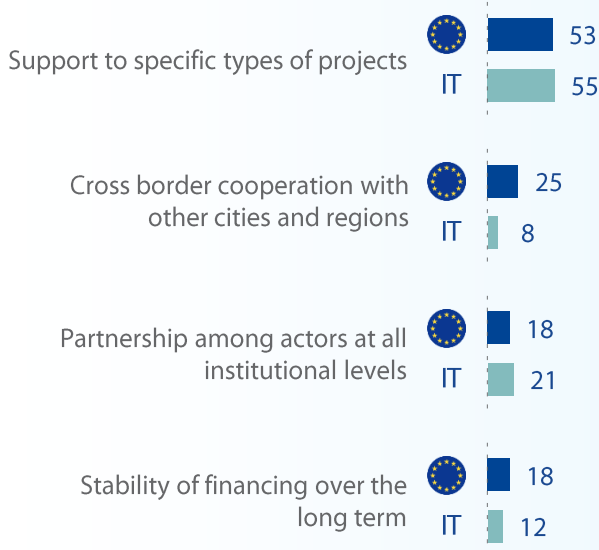 53
Support to specific types of projects
IT
55
Cross border cooperation with
other cities and regions
25
IT
8
Partnership among actors at all
institutional levels
18
IT
21
Stability of financing over the
long term
18
IT
12